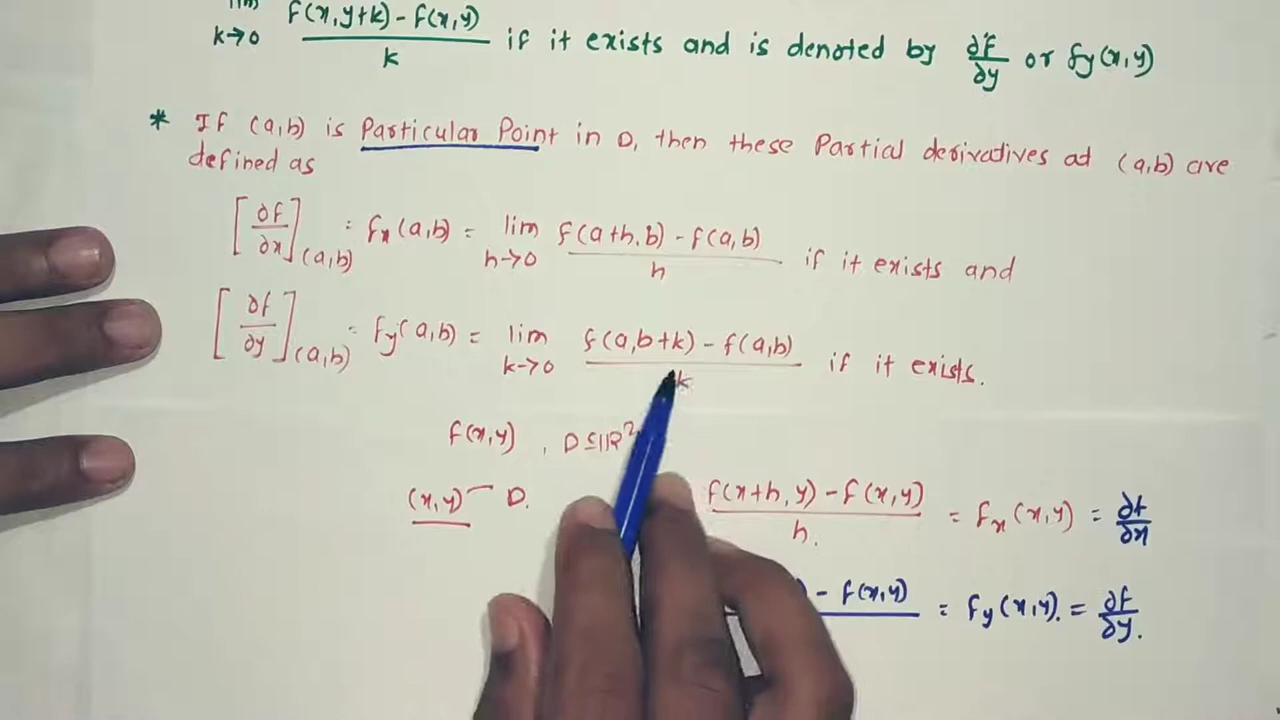 lim f(x,y+k) - f(x,y)
k→0 k if it exists and is denoted by ∂f/∂y or fy(x,y)
* If (a,b) is Particular Point in D, then these Partial derivatives at (a,b) are
defined as
[∂f/∂x](a,b) = fx(a,b) = lim h→0 f(a+h,b) - f(a,b) / h if it exists and
[∂f/∂y](a,b) = fy(a,b) = lim k→0 f(a,b+k) - f(a,b) / k if it exists.
f(x,y) , D⊆ℝ²
(x,y) — D.
f(x+h, y) - f(x,y) / h. = fx(x,y) = ∂f/∂x
- f(x,y) = fy(x,y). = ∂f/∂y.